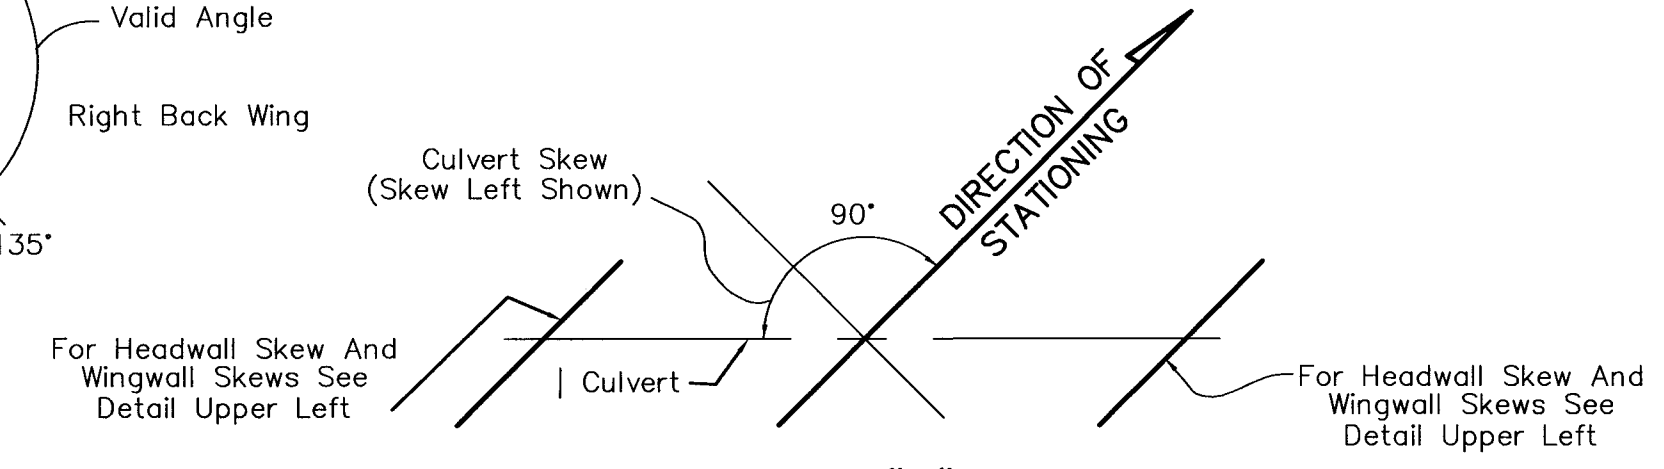 Valid Angle
Right Back Wing
135°
Culvert Skew
(Skew Left Shown)
90°
DIRECTION OF
STATIONING
For Headwall Skew And
Wingwall Skews See
Detail Upper Left
| Culvert
For Headwall Skew And
Wingwall Skews See
Detail Upper Left